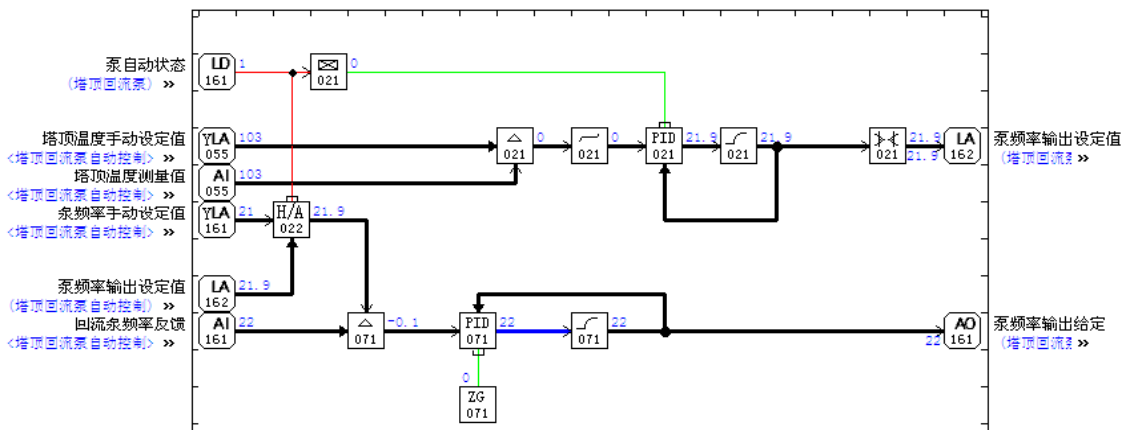 泵自动状态
(塔顶回流泵) »
LD
161
1
021
0
塔顶温度手动设定值
<塔顶回流泵自动控制> »
YLA
055
103
021
0
021
0
PID
021
21.9
021
21.9
021
21.9
21.9
LA
162
泵频率输出设定值
(塔顶回流泵 »
塔顶温度测量值
<塔顶回流泵自动控制> »
AI
055
103
泵频率手动设定值
<塔顶回流泵自动控制> »
YLA
161
21
H/A
022
21.9
泵频率输出设定值
(塔顶回流泵自动控制) »
LA
162
21.9
回流泵频率反馈
<塔顶回流泵自动控制> »
AI
161
22
071
-0.1
PID
071
22
071
22
22
AO
161
泵频率输出给定
(塔顶回流泵 »
0
ZG
071